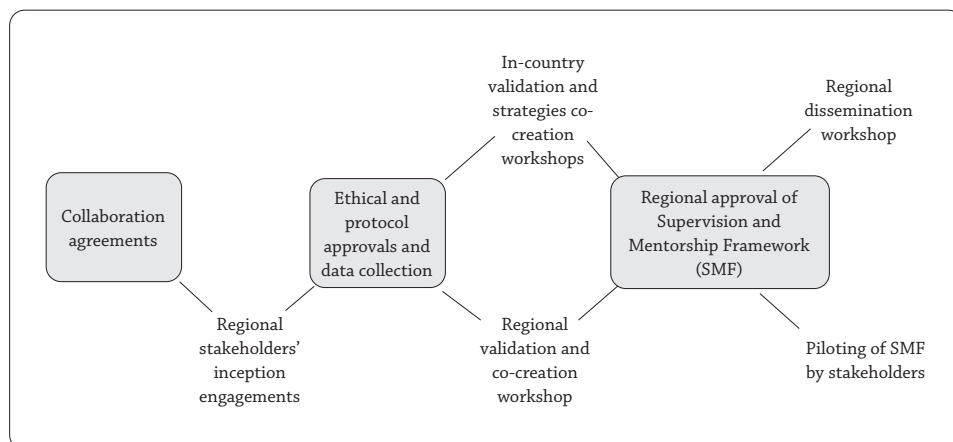 Collaboration
agreements
Regional
stakeholders’
inception
engagements
Ethical and
protocol
approvals and
data collection
In-country
validation and
strategies co-
creation
workshops
Regional
validation and
co-creation
workshop
Regional approval of
Supervision and
Mentorship Framework
(SMF)
Regional
dissemination
workshop
Piloting of SMF
by stakeholders